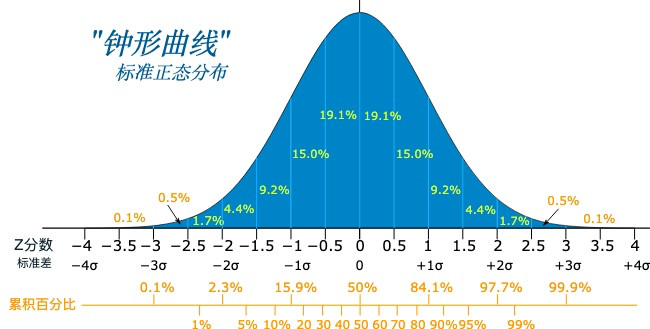 "钟形曲线"
标准正态分布
19.1% 19.1%
15.0% 15.0%
9.2% 9.2%
0.5% 4.4% 4.4% 0.5%
0.1% 1.7% 1.7% 0.1%
Z分数 −4 −3.5 −3 −2.5 −2 −1.5 −1 −0.5 0 0.5 1 1.5 2 2.5 3 3.5 4
标准差 −4σ −3σ −2σ −1σ 0 +1σ +2σ +3σ +4σ
0.1% 2.3% 15.9% 50% 84.1% 97.7% 99.9%
累积百分比
1% 5% 10% 20 30 40 50 60 70 80 90% 95% 99%